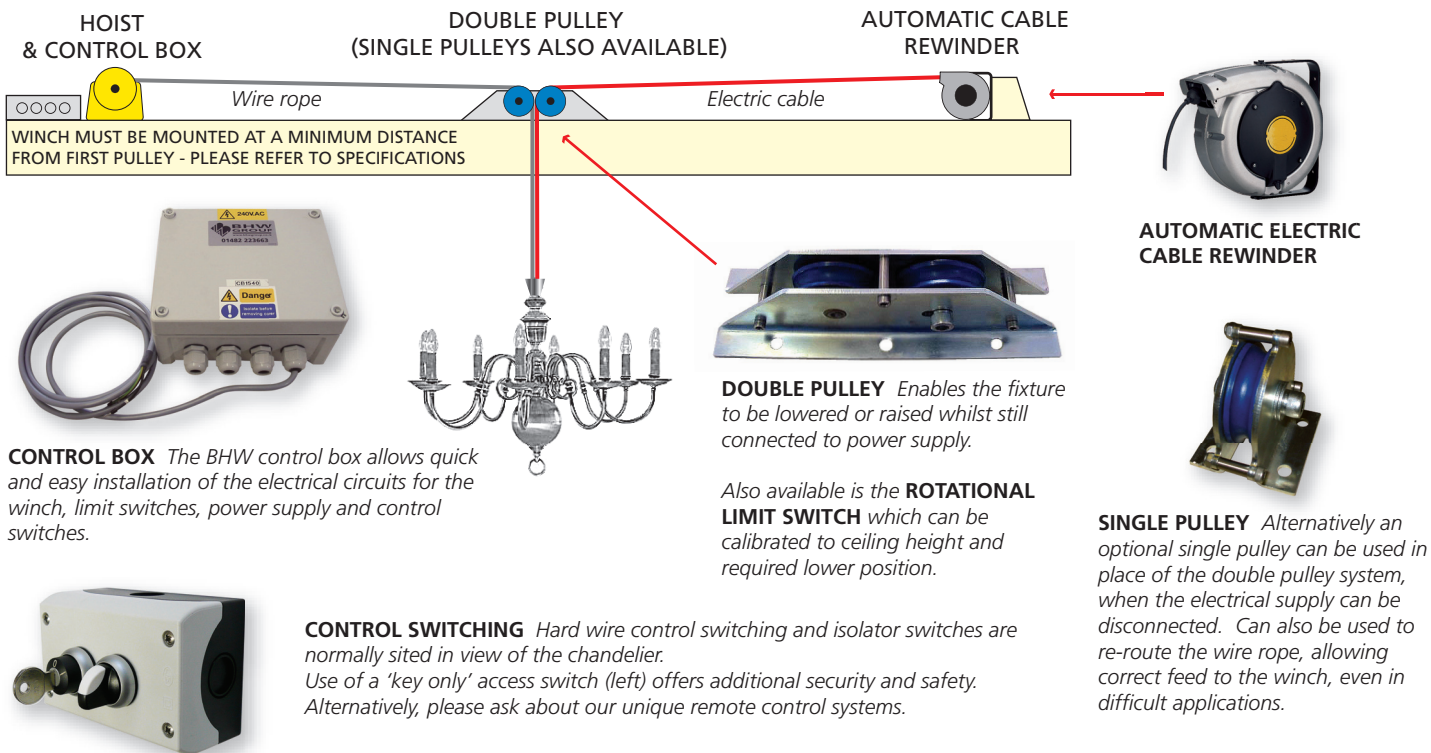 HOIST
& CONTROL BOX
DOUBLE PULLEY
(SINGLE PULLEYS ALSO AVAILABLE)
AUTOMATIC CABLE
REWINDER
Wire rope
Electric cable
WINCH MUST BE MOUNTED AT A MINIMUM DISTANCE
FROM FIRST PULLEY - PLEASE REFER TO SPECIFICATIONS
AUTOMATIC ELECTRIC
CABLE REWINDER
240V.AC
BHW
GROUP
01482 223663
CB1540
Danger
Isolate before
removing cover
CONTROL BOX The BHW control box allows quick
and easy installation of the electrical circuits for the
winch, limit switches, power supply and control
switches.
DOUBLE PULLEY Enables the fixture
to be lowered or raised whilst still
connected to power supply.
Also available is the ROTATIONAL
LIMIT SWITCH which can be
calibrated to ceiling height and
required lower position.
SINGLE PULLEY Alternatively an
optional single pulley can be used in
place of the double pulley system,
when the electrical supply can be
disconnected. Can also be used to
re-route the wire rope, allowing
correct feed to the winch, even in
difficult applications.
CONTROL SWITCHING Hard wire control switching and isolator switches are
normally sited in view of the chandelier.
Use of a ‘key only’ access switch (left) offers additional security and safety.
Alternatively, please ask about our unique remote control systems.